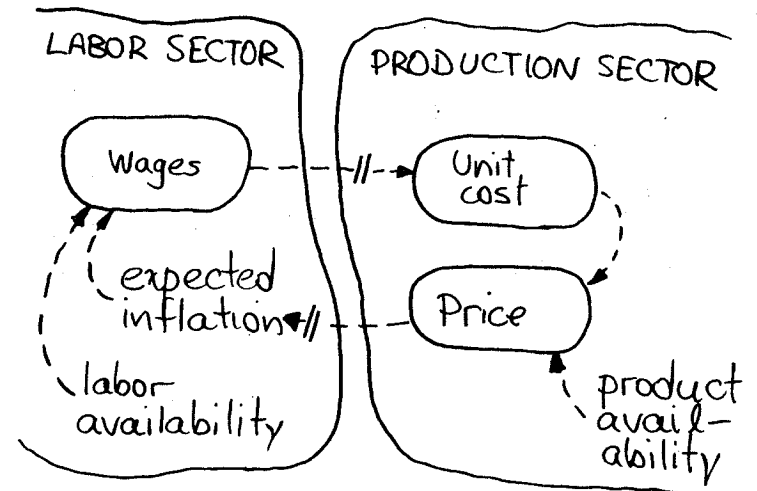 LABOR SECTOR
PRODUCTION SECTOR
Wages
Unit
cost
expected
inflation
Price
labor
availability
product
avail-
ability